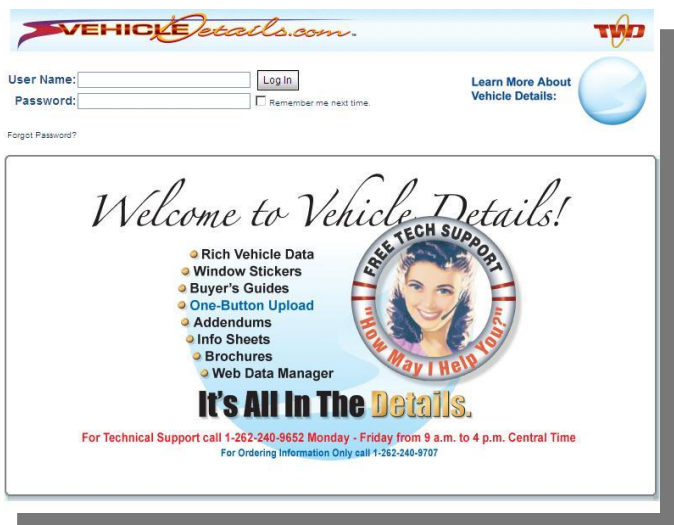 VEHICLEDetails.com
TWD
User Name:
Log In
Password:
Remember me next time.
Forgot Password?
Learn More About
Vehicle Details:
Welcome to Vehicle Details!
Rich Vehicle Data
Window Stickers
Buyer's Guides
One-Button Upload
Addendums
Info Sheets
Brochures
Web Data Manager
FREE TECH SUPPORT
"How May I Help You?"
It's All In The Details.
For Technical Support call 1-262-240-9652 Monday - Friday from 9 a.m. to 4 p.m. Central Time
For Ordering Information Only call 1-262-240-9707